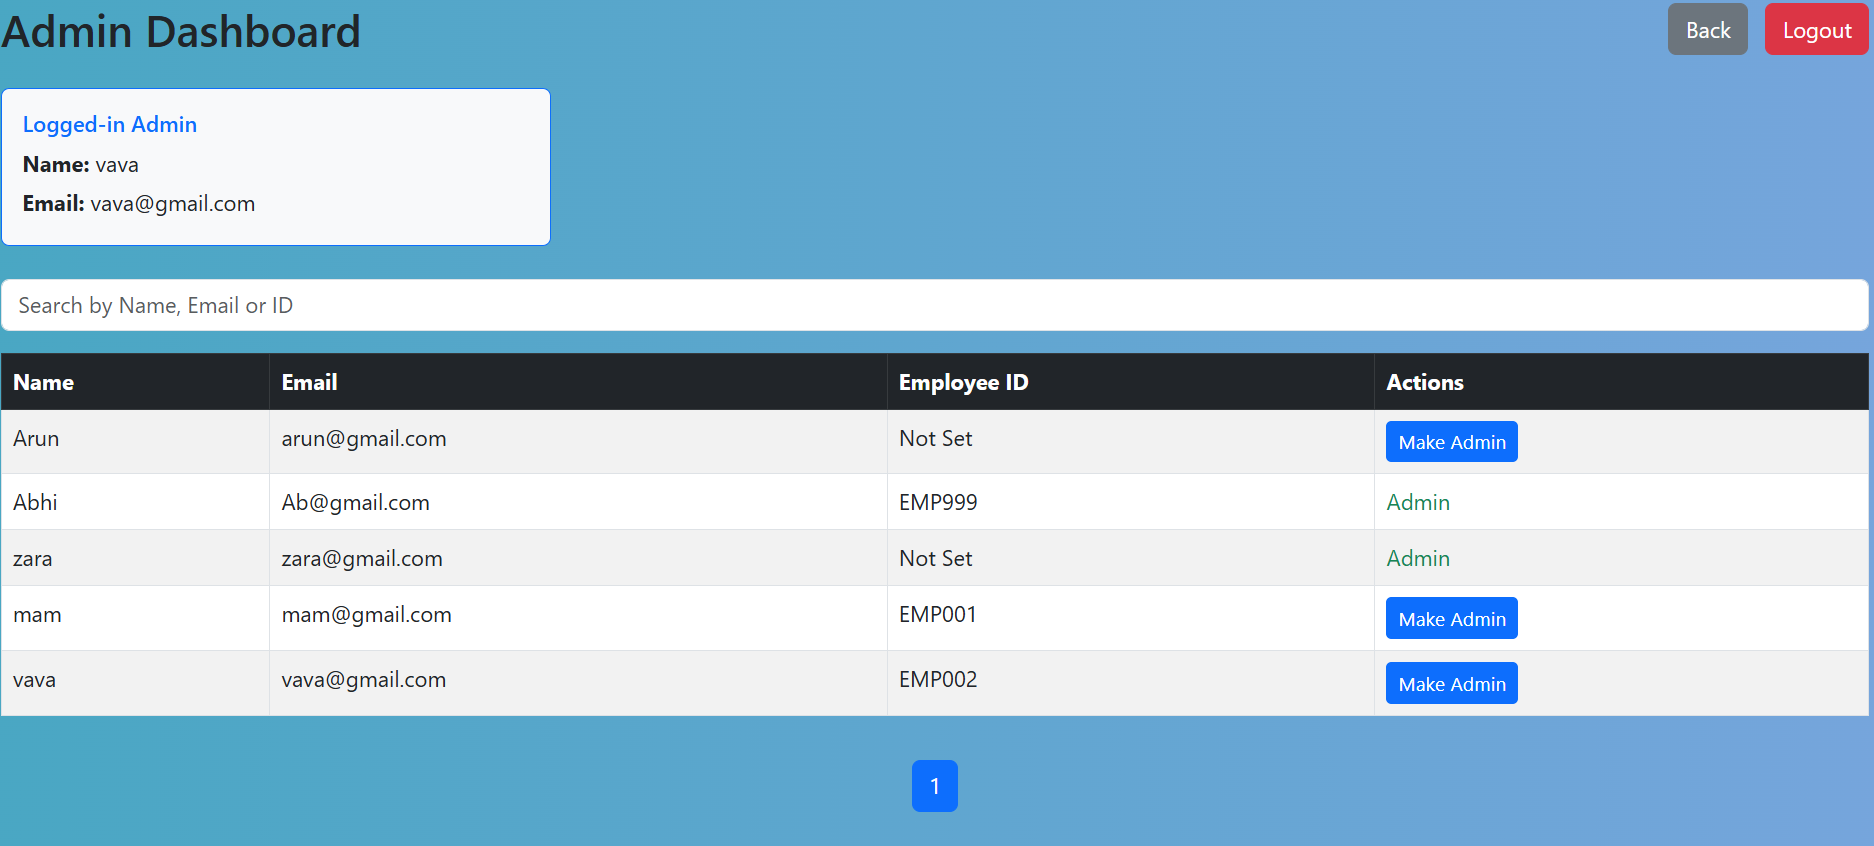 Admin Dashboard
Back Logout
Logged-in Admin
Name: vava
Email: vava@gmail.com
Search by Name, Email or ID
Name Email Employee ID Actions
Arun arun@gmail.com Not Set Make Admin
Abhi Ab@gmail.com EMP999 Admin
zara zara@gmail.com Not Set Admin
mam mam@gmail.com EMP001 Make Admin
vava vava@gmail.com EMP002 Make Admin
1